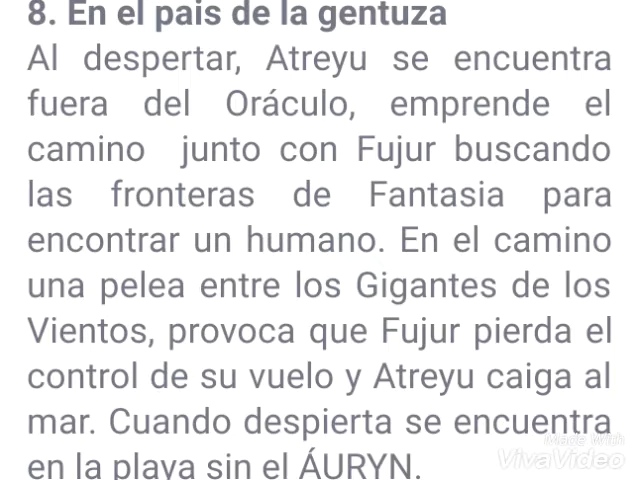 8. En el pais de la gentuza
Al despertar, Atreyu se encuentra
fuera del Oráculo, emprende el
camino junto con Fujur buscando
las fronteras de Fantasia para
encontrar un humano. En el camino
una pelea entre los Gigantes de los
Vientos, provoca que Fujur pierda el
control de su vuelo y Atreyu caiga al
mar. Cuando despierta se encuentra
en la playa sin el ÁURYN.
Made With
VivaVideo